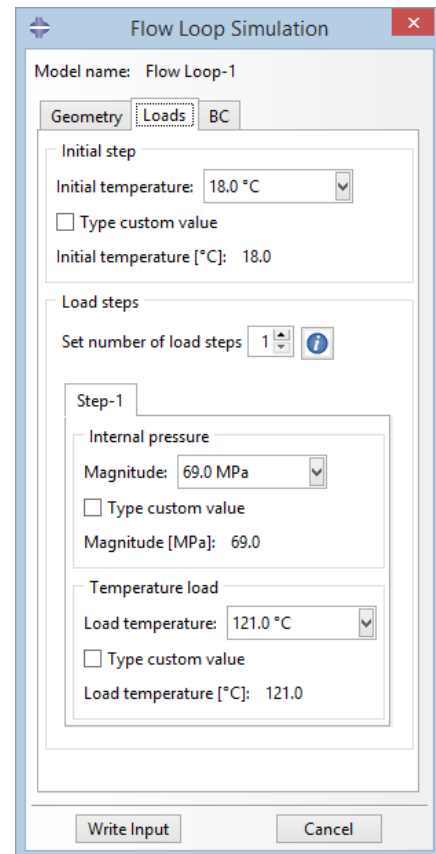 Flow Loop Simulation
Model name: Flow Loop-1
Geometry Loads BC
Initial step
Initial temperature: 18.0 °C
Type custom value
Initial temperature [°C]: 18.0
Load steps
Set number of load steps 1
Step-1
Internal pressure
Magnitude: 69.0 MPa
Type custom value
Magnitude [MPa]: 69.0
Temperature load
Load temperature: 121.0 °C
Type custom value
Load temperature [°C]: 121.0
Write Input Cancel